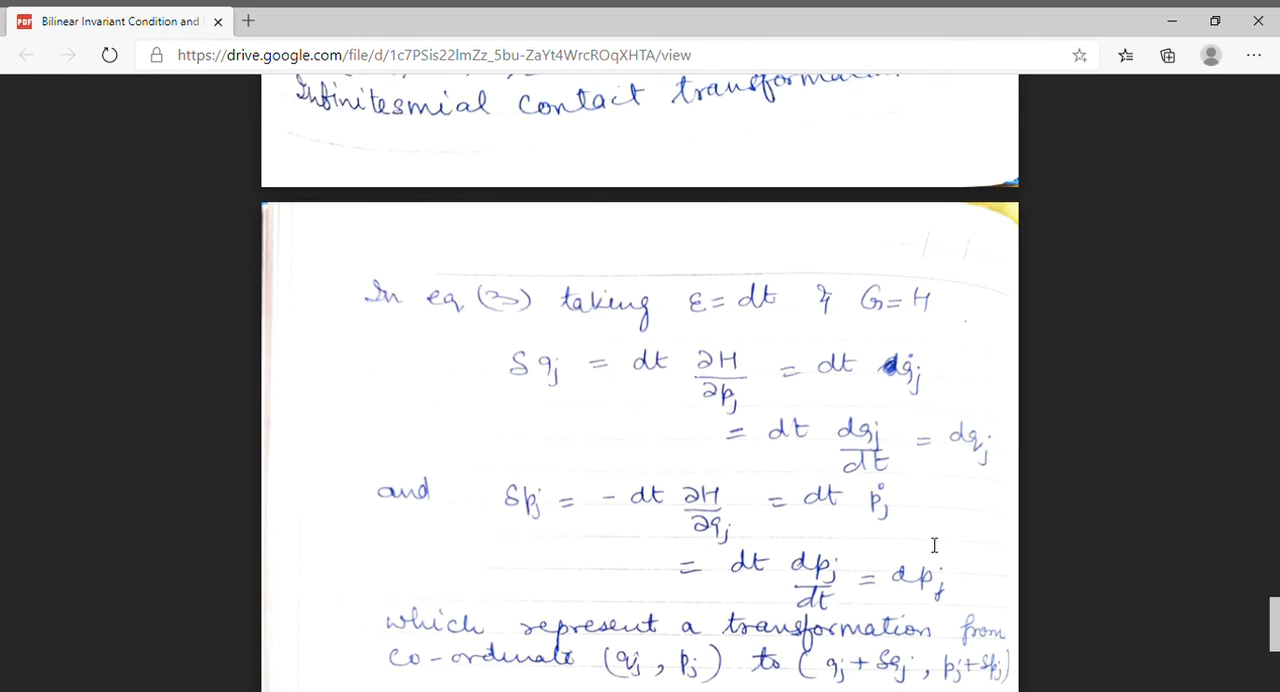 Bilinear Invariant Condition and
https://drive.google.com/file/d/1c7PSis22lmZz_5bu-ZaYt4WrcROqXHTA/view
Infinitesmial contact transformation
In eq (3) taking ε = dt & G = H
δqj = dt ∂H/∂pj = dt q̇j
= dt dqj/dt = dqj
and δpj = - dt ∂H/∂qj = dt ṗj
= dt dpj/dt = dpj
which represent a transformation from
co-ordinate (qj, pj) to (qj + δqj, pj + δpj)